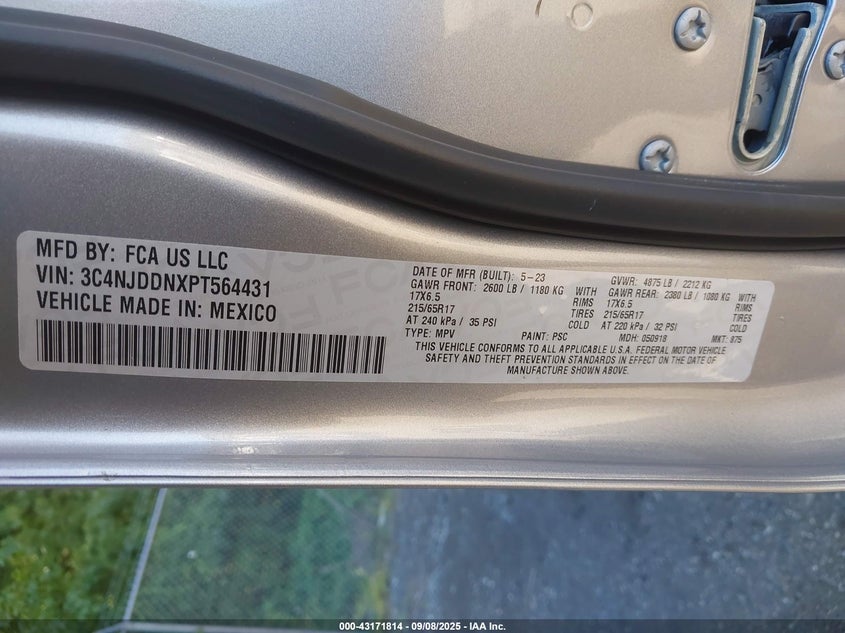 MFD BY: FCA US LLC
VIN: 3C4NJDDNXPT564431
VEHICLE MADE IN: MEXICO
DATE OF MFR (BUILT): 5-23
GVWR: 4875 LB / 2212 KG
GAWR FRONT: 2600 LB / 1180 KG WITH
GAWR REAR: 2380 LB / 1080 KG WITH
17X6.5 RIMS
17X6.5 RIMS
215/65R17 TIRES
215/65R17 TIRES
AT 240 kPa / 35 PSI COLD
AT 220 kPa / 32 PSI COLD
TYPE: MPV PAINT: PSC MDH: 050918 MKT: 875
THIS VEHICLE CONFORMS TO ALL APPLICABLE U.S.A. FEDERAL MOTOR VEHICLE
SAFETY AND THEFT PREVENTION STANDARDS IN EFFECT ON THE DATE OF
MANUFACTURE SHOWN ABOVE.
000-43171814 - 09/08/2025 - IAA Inc.